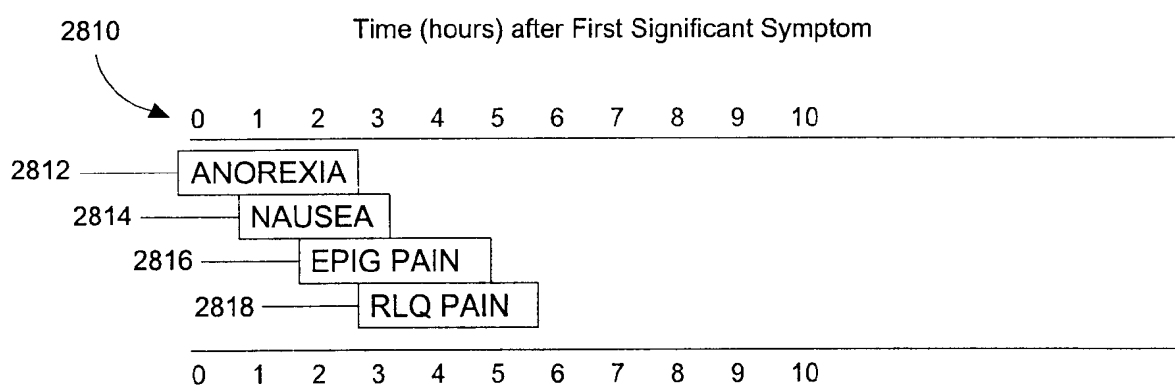 2810 Time (hours) after First Significant Symptom
0 1 2 3 4 5 6 7 8 9 10
2812 ANOREXIA
2814 NAUSEA
2816 EPIG PAIN
2818 RLQ PAIN
0 1 2 3 4 5 6 7 8 9 10